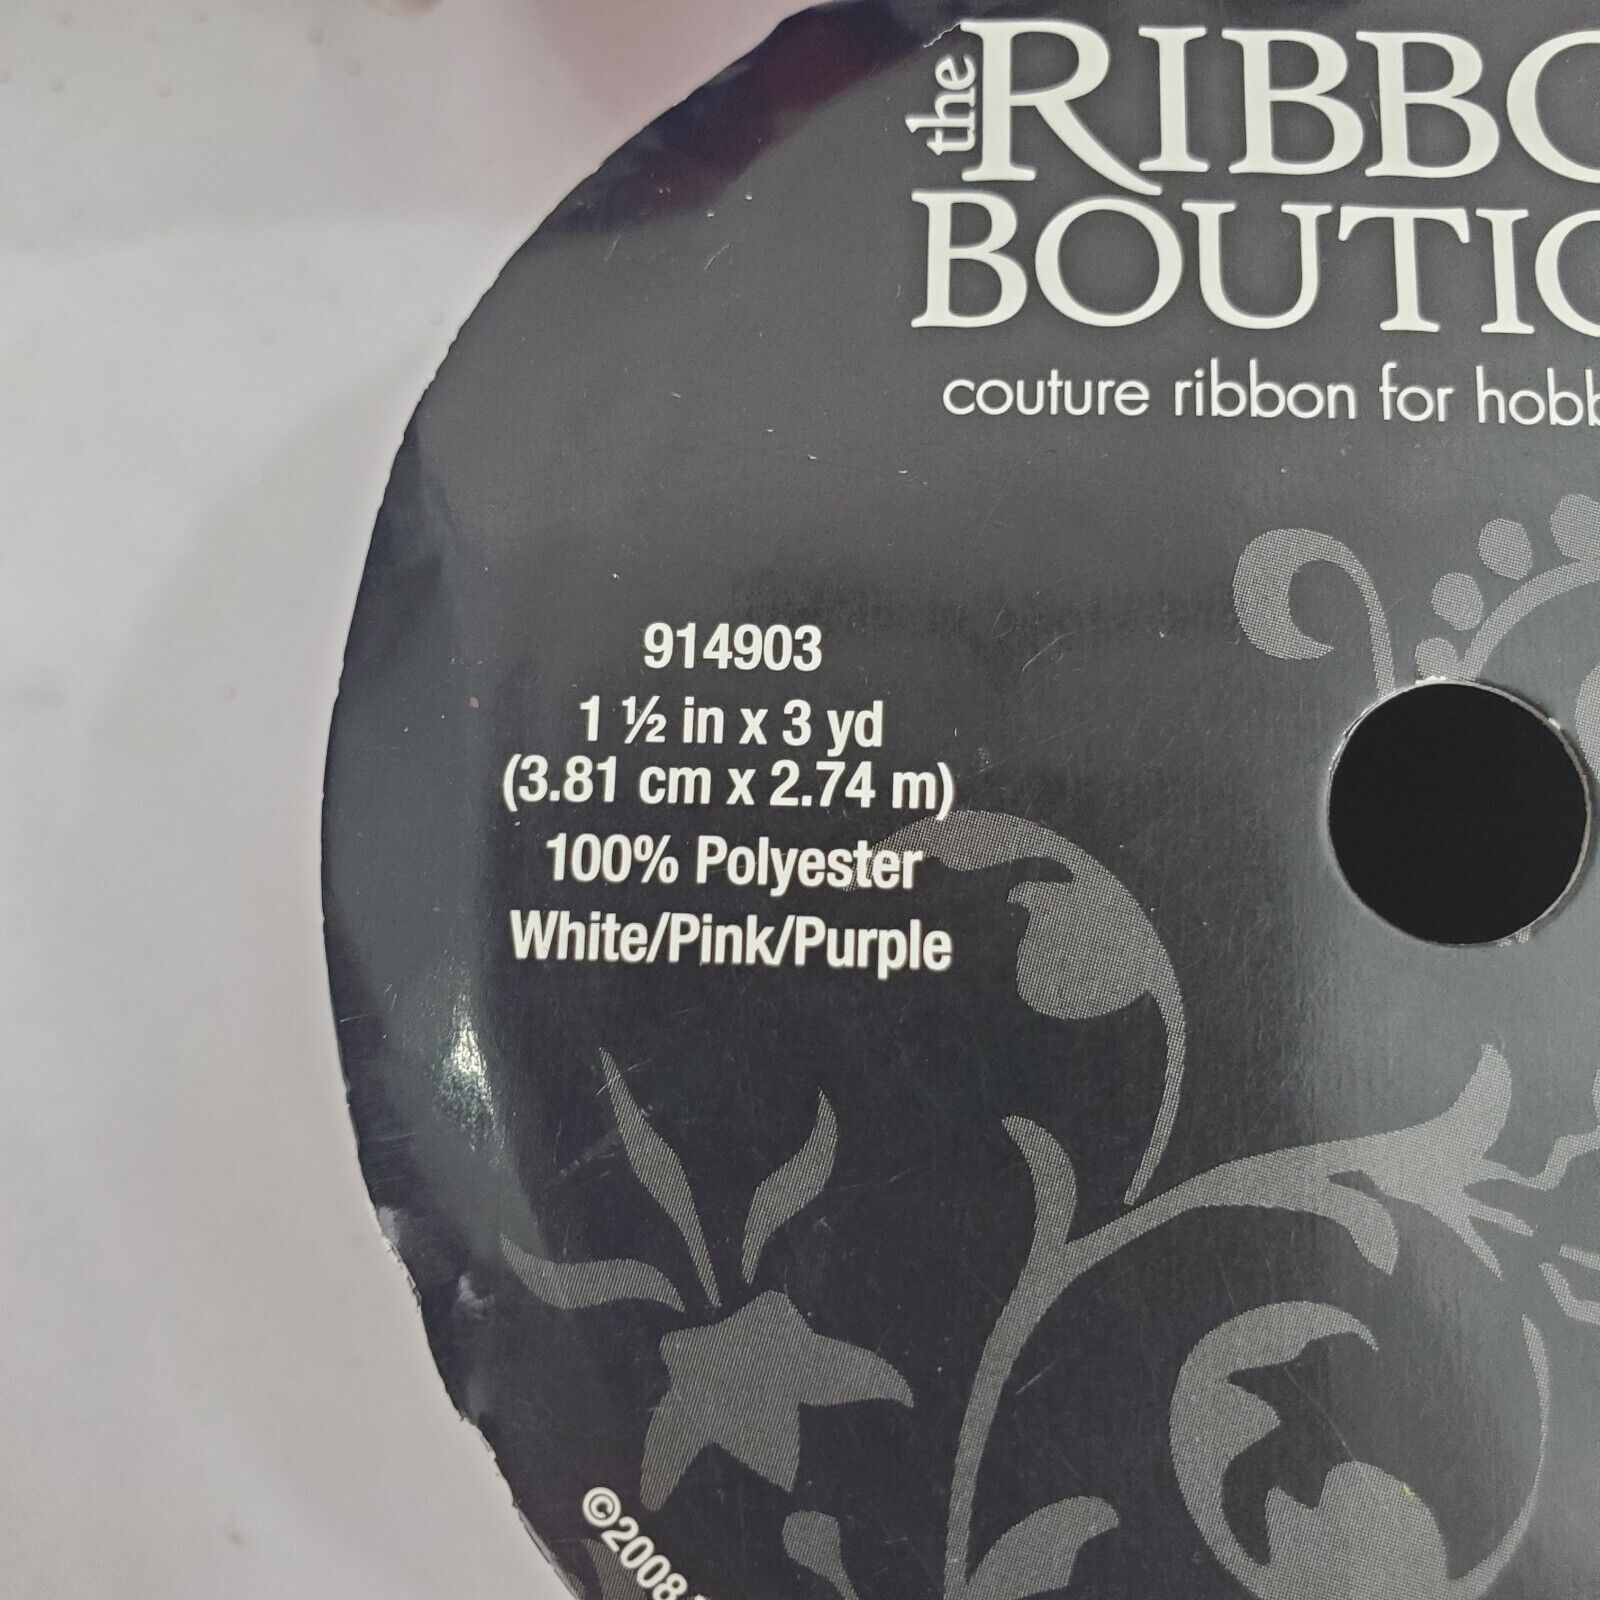 the RIBBO
BOUTIQ
couture ribbon for hobb
914903
1 ½ in x 3 yd
(3.81 cm x 2.74 m)
100% Polyester
White/Pink/Purple
©2008